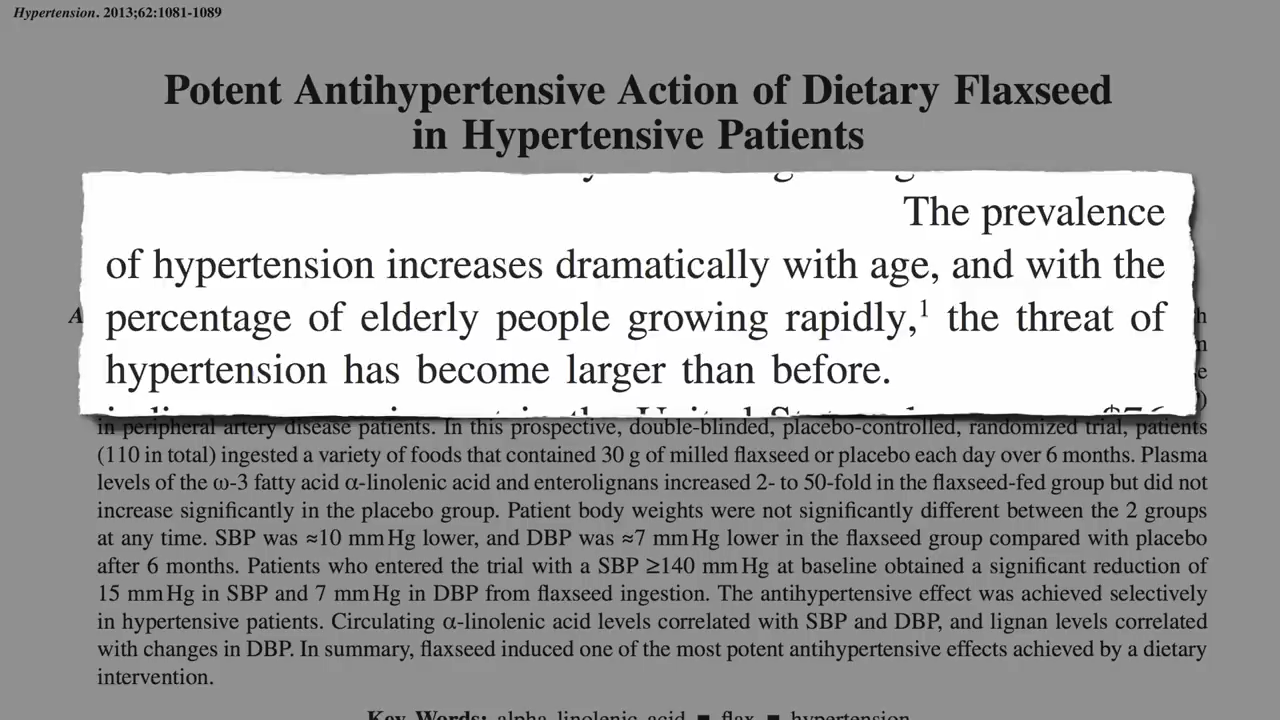 Hypertension. 2013;62:1081-1089
Potent Antihypertensive Action of Dietary Flaxseed
in Hypertensive Patients
The prevalence
of hypertension increases dramatically with age, and with the
percentage of elderly people growing rapidly,1 the threat of
hypertension has become larger than before.
in peripheral artery disease patients. In this prospective, double-blinded, placebo-controlled, randomized trial, patients
(110 in total) ingested a variety of foods that contained 30 g of milled flaxseed or placebo each day over 6 months. Plasma
levels of the ω-3 fatty acid α-linolenic acid and enterolignans increased 2- to 50-fold in the flaxseed-fed group but did not
increase significantly in the placebo group. Patient body weights were not significantly different between the 2 groups
at any time. SBP was ≈10 mm Hg lower, and DBP was ≈7 mm Hg lower in the flaxseed group compared with placebo
after 6 months. Patients who entered the trial with a SBP ≥140 mm Hg at baseline obtained a significant reduction of
15 mm Hg in SBP and 7 mm Hg in DBP from flaxseed ingestion. The antihypertensive effect was achieved selectively
in hypertensive patients. Circulating α-linolenic acid levels correlated with SBP and DBP, and lignan levels correlated
with changes in DBP. In summary, flaxseed induced one of the most potent antihypertensive effects achieved by a dietary
intervention.
Key Words: alpha linolenic acid ■ flax ■ hypertension